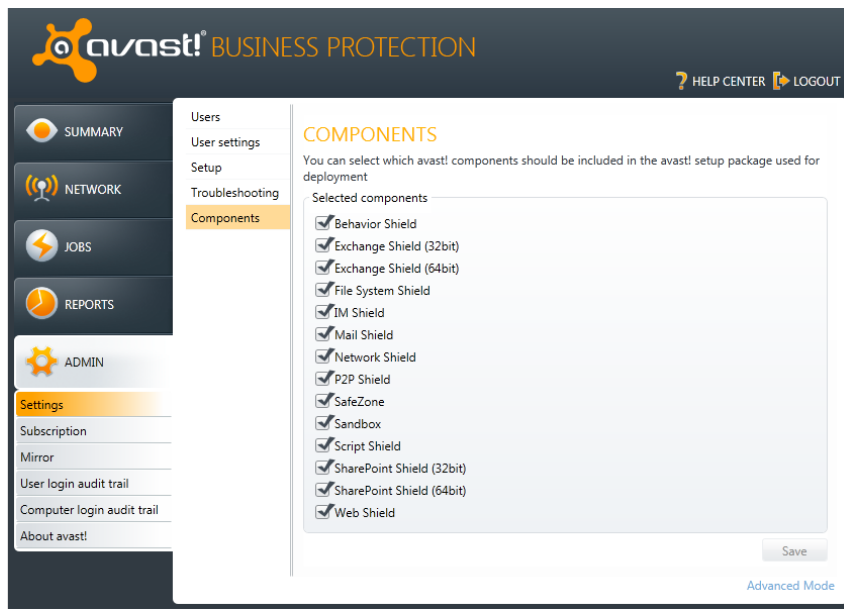 avast!® BUSINESS PROTECTION
? HELP CENTER LOGOUT
SUMMARY
NETWORK
JOBS
REPORTS
ADMIN
Settings
Subscription
Mirror
User login audit trail
Computer login audit trail
About avast!
Users
User settings
Setup
Troubleshooting
Components
COMPONENTS
You can select which avast! components should be included in the avast! setup package used for
deployment
Selected components
Behavior Shield
Exchange Shield (32bit)
Exchange Shield (64bit)
File System Shield
IM Shield
Mail Shield
Network Shield
P2P Shield
SafeZone
Sandbox
Script Shield
SharePoint Shield (32bit)
SharePoint Shield (64bit)
Web Shield
Save
Advanced Mode